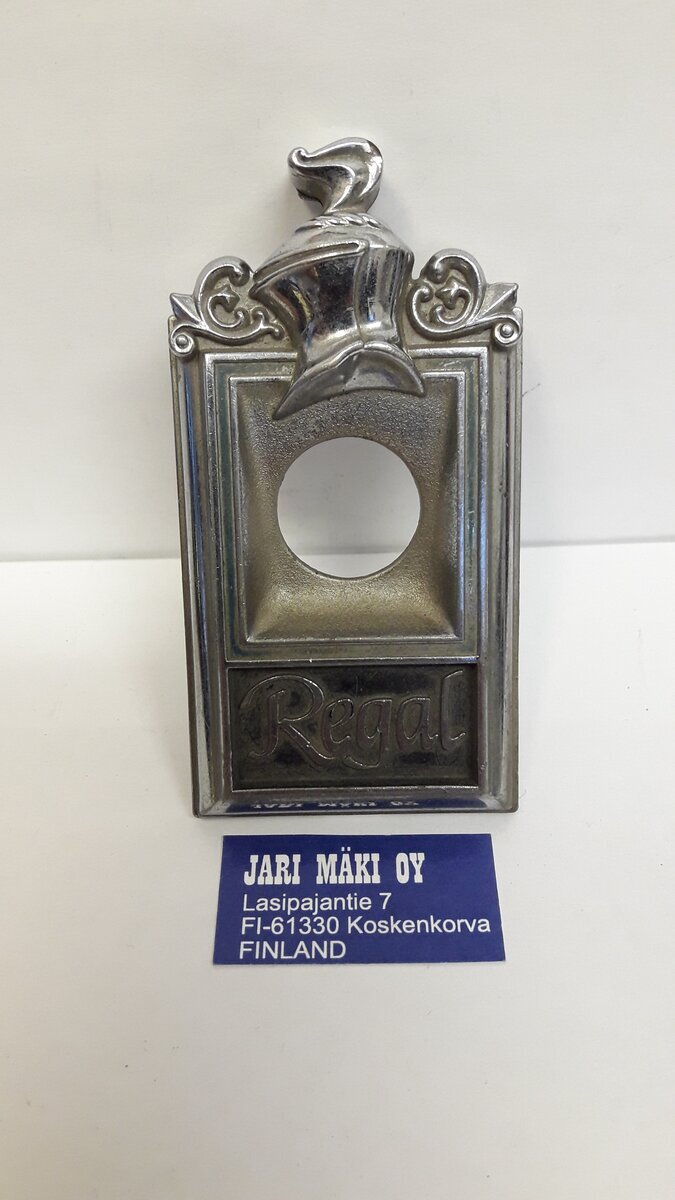 Regal
JARI MÄKI OY
Lasipajantie 7
FI-61330 Koskenkorva
FINLAND